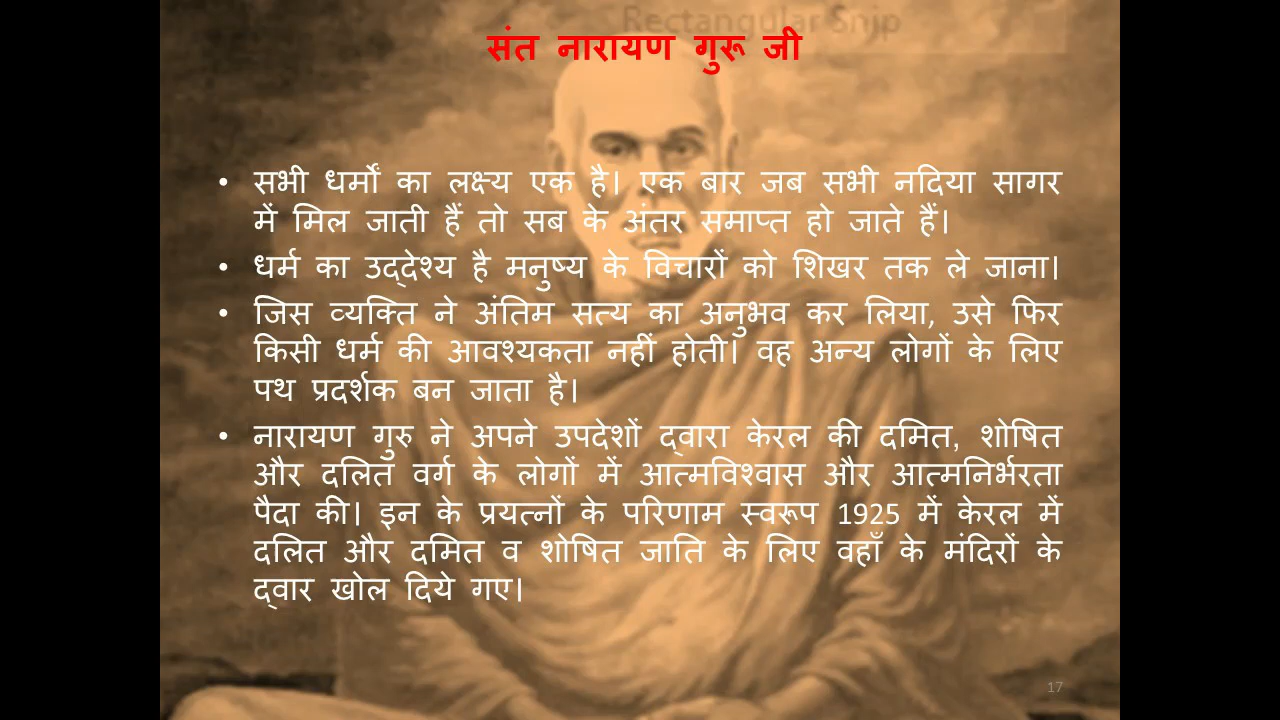 Rectangular Snip
संत नारायण गुरू जी
• सभी धर्मों का लक्ष्य एक है। एक बार जब सभी नदिया सागर
में मिल जाती हैं तो सब के अंतर समाप्त हो जाते हैं।
• धर्म का उद्देश्य है मनुष्य के विचारों को शिखर तक ले जाना।
• जिस व्यक्ति ने अंतिम सत्य का अनुभव कर लिया, उसे फिर
किसी धर्म की आवश्यकता नहीं होती। वह अन्य लोगों के लिए
पथ प्रदर्शक बन जाता है।
• नारायण गुरु ने अपने उपदेशों द्वारा केरल की दमित, शोषित
और दलित वर्ग के लोगों में आत्मविश्वास और आत्मनिर्भरता
पैदा की। इन के प्रयत्नों के परिणाम स्वरूप 1925 में केरल में
दलित और दमित व शोषित जाति के लिए वहाँ के मंदिरों के
द्वार खोल दिये गए।
17